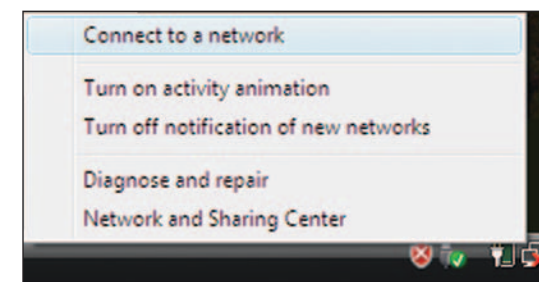 Connect to a network
Turn on activity animation
Turn off notification of new networks
Diagnose and repair
Network and Sharing Center